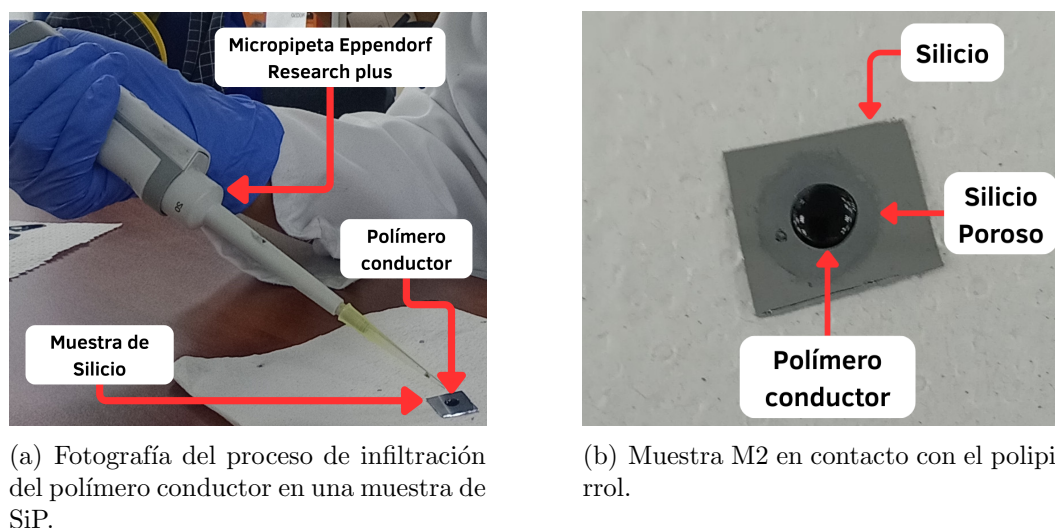 Micropipeta Eppendorf
Research plus
50
Polímero
conductor
Muestra de
Silicio
(a) Fotografía del proceso de infiltración
del polímero conductor en una muestra de
SiP.
Silicio
Silicio
Poroso
Polímero
conductor
(b) Muestra M2 en contacto con el polipi
rrol.